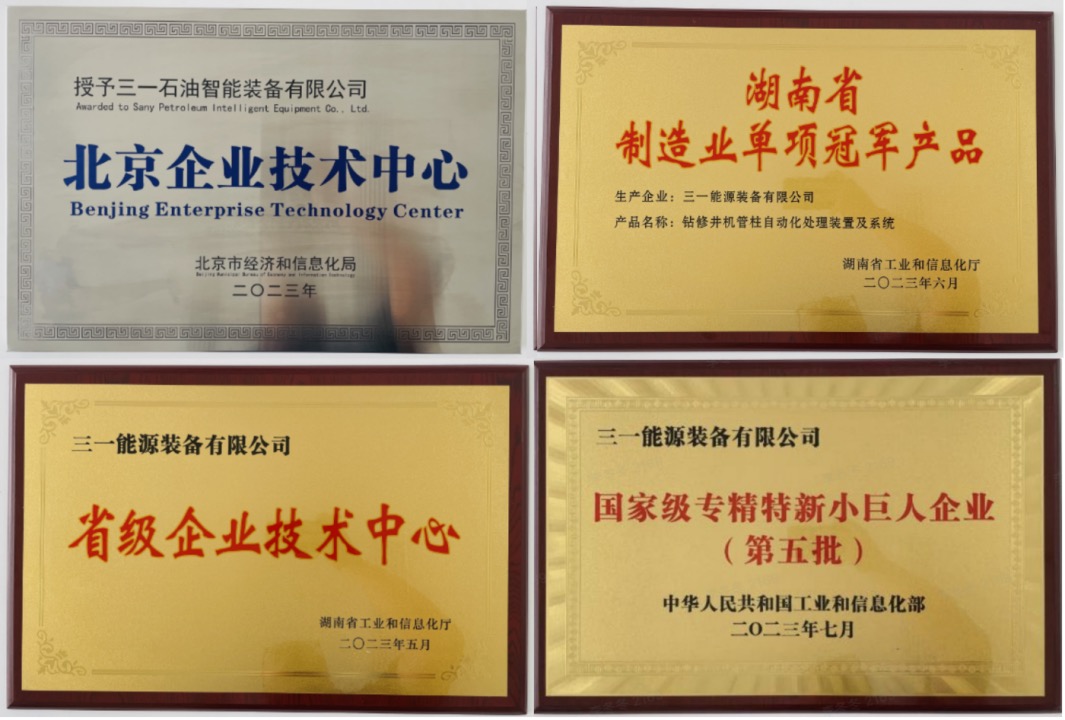 授予三一石油智能装备有限公司
Awarded to Sany Petroleum Intelligent Equipment Co., Ltd.
北京企业技术中心
Benjing Enterprise Technology Center
北京市经济和信息化局
Beijing Municipal Bureau of Economy and Information Technology
二〇二三年
湖南省
制造业单项冠军产品
生产企业：三一能源装备有限公司
产品名称：钻修井机管柱自动化处理装置及系统
湖南省工业和信息化厅
二〇二三年六月
三一能源装备有限公司
省级企业技术中心
湖南省工业和信息化厅
二〇二三年五月
三一能源装备有限公司
国家级专精特新小巨人企业
（第五批）
中华人民共和国工业和信息化部
二〇二三年七月